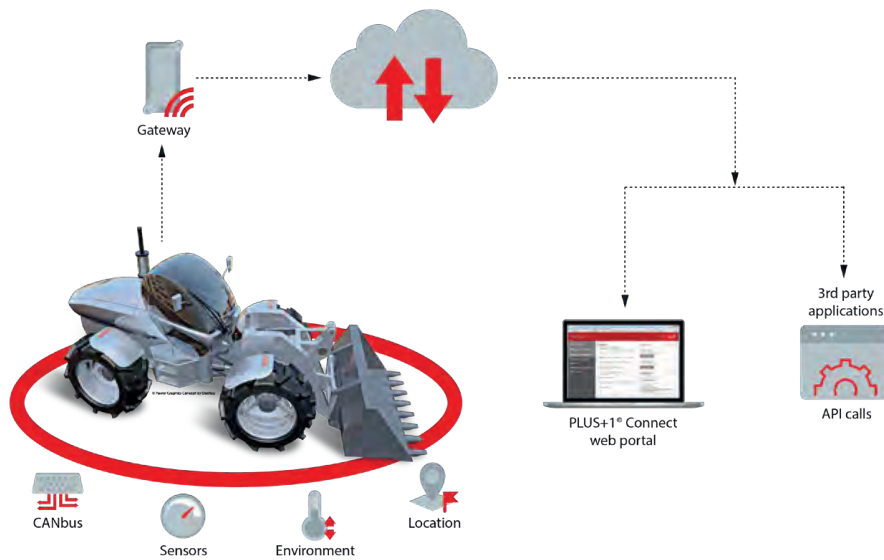 Gateway
3rd party
applications
PLUS+1® Connect
web portal
API calls
CANbus
Sensors
Environment
Location